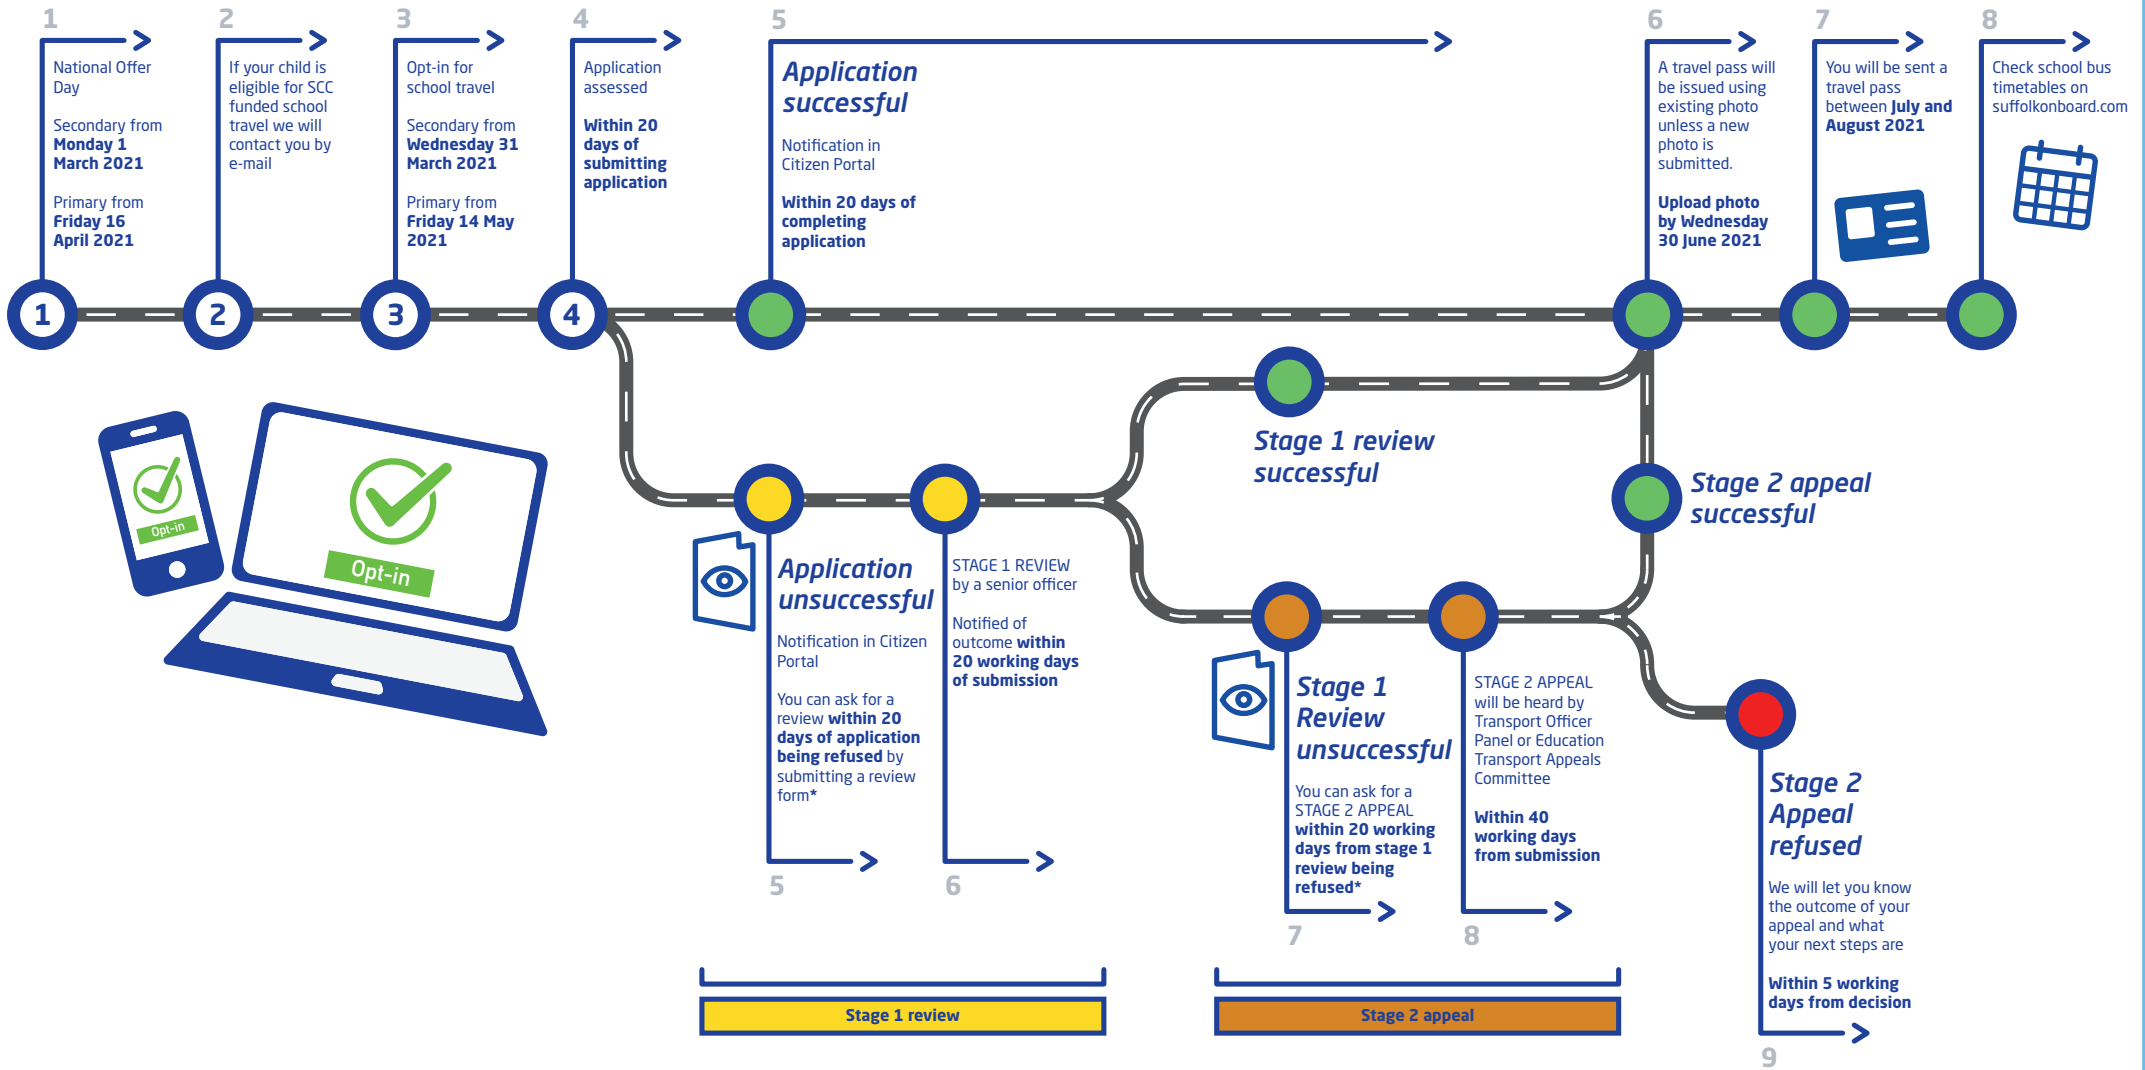 1
National Offer
Day
Secondary from
Monday 1
March 2021
Primary from
Friday 16
April 2021
2
If your child is
eligible for SCC
funded school
travel we will
contact you by
e-mail
3
Opt-in for
school travel
Secondary from
Wednesday 31
March 2021
Primary from
Friday 14 May
2021
4
Application
assessed
Within 20
days of
submitting
application
5
Application
successful
Notification in
Citizen Portal
Within 20 days of
completing
application
6
A travel pass will
be issued using
existing photo
unless a new
photo is
submitted.
Upload photo
by Wednesday
30 June 2021
7
You will be sent a
travel pass
between July and
August 2021
8
Check school bus
timetables on
suffolkonboard.com
1
2
3
4
Opt-in
Opt-in
Stage 1 review
successful
Stage 2 appeal
successful
Application
unsuccessful
Notification in Citizen
Portal
You can ask for a
review within 20
days of application
being refused by
submitting a review
form*
5
STAGE 1 REVIEW
by a senior officer
Notified of
outcome within
20 working days
of submission
6
Stage 1
Review
unsuccessful
You can ask for a
STAGE 2 APPEAL
within 20 working
days from stage 1
review being
refused*
7
STAGE 2 APPEAL
will be heard by
Transport Officer
Panel or Education
Transport Appeals
Committee
Within 40
working days
from submission
8
Stage 2
Appeal
refused
We will let you know
the outcome of your
appeal and what
your next steps are
Within 5 working
days from decision
9
Stage 1 review
Stage 2 appeal